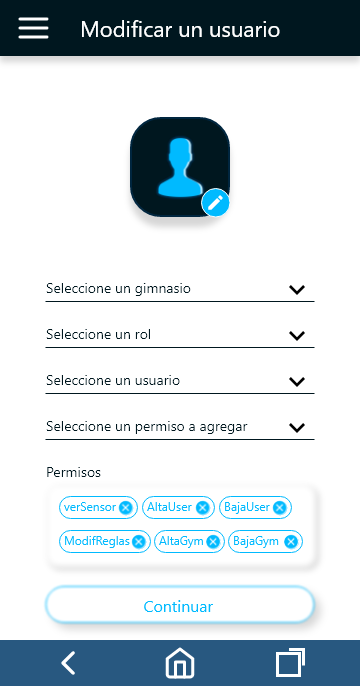 Modificar un usuario
Seleccione un gimnasio
Seleccione un rol
Seleccione un usuario
Seleccione un permiso a agregar
Permisos
verSensor AltaUser BajaUser
ModifReglas AltaGym BajaGym
Continuar